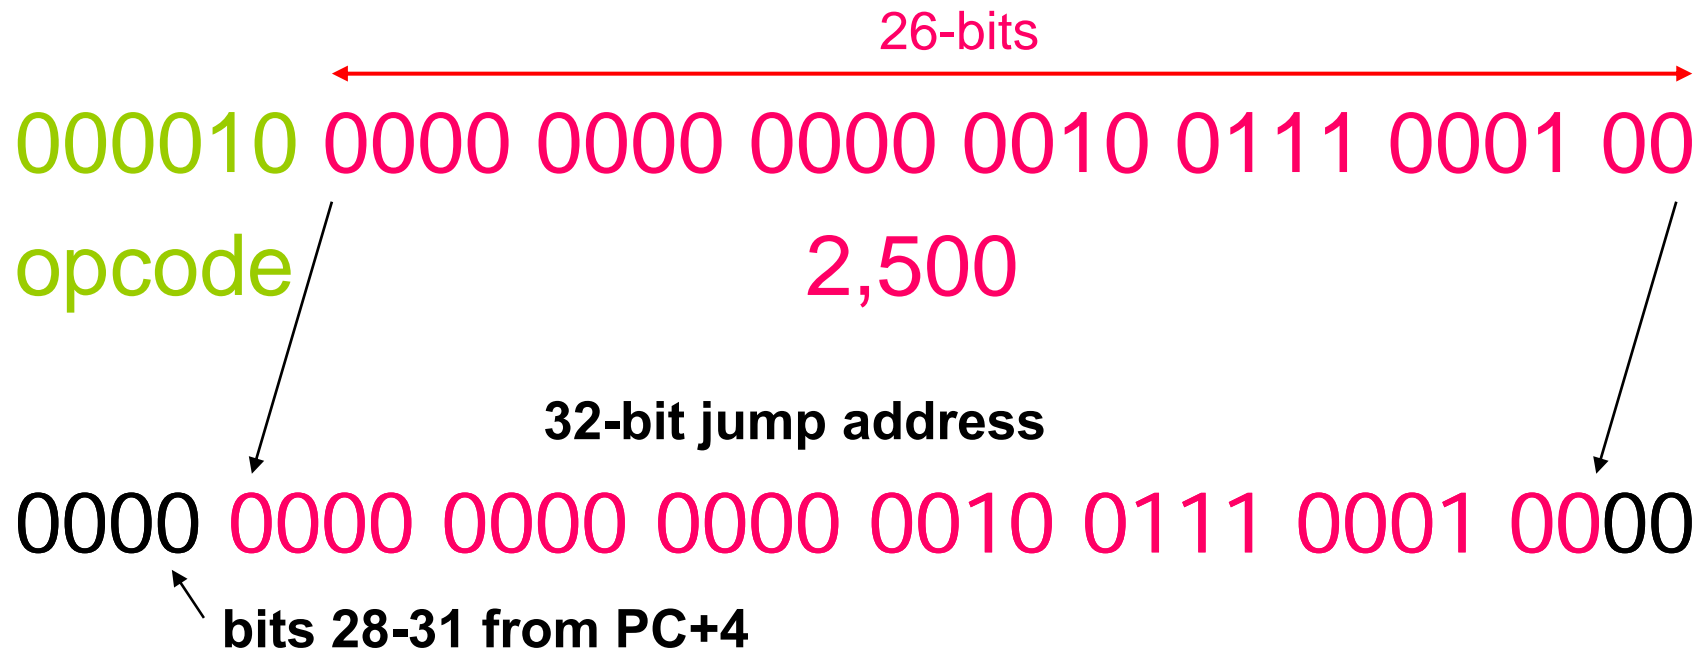 26-bits
000010 0000 0000 0000 0010 0111 0001 00
opcode 2,500
32-bit jump address
0000 0000 0000 0000 0010 0111 0001 0000
bits 28-31 from PC+4